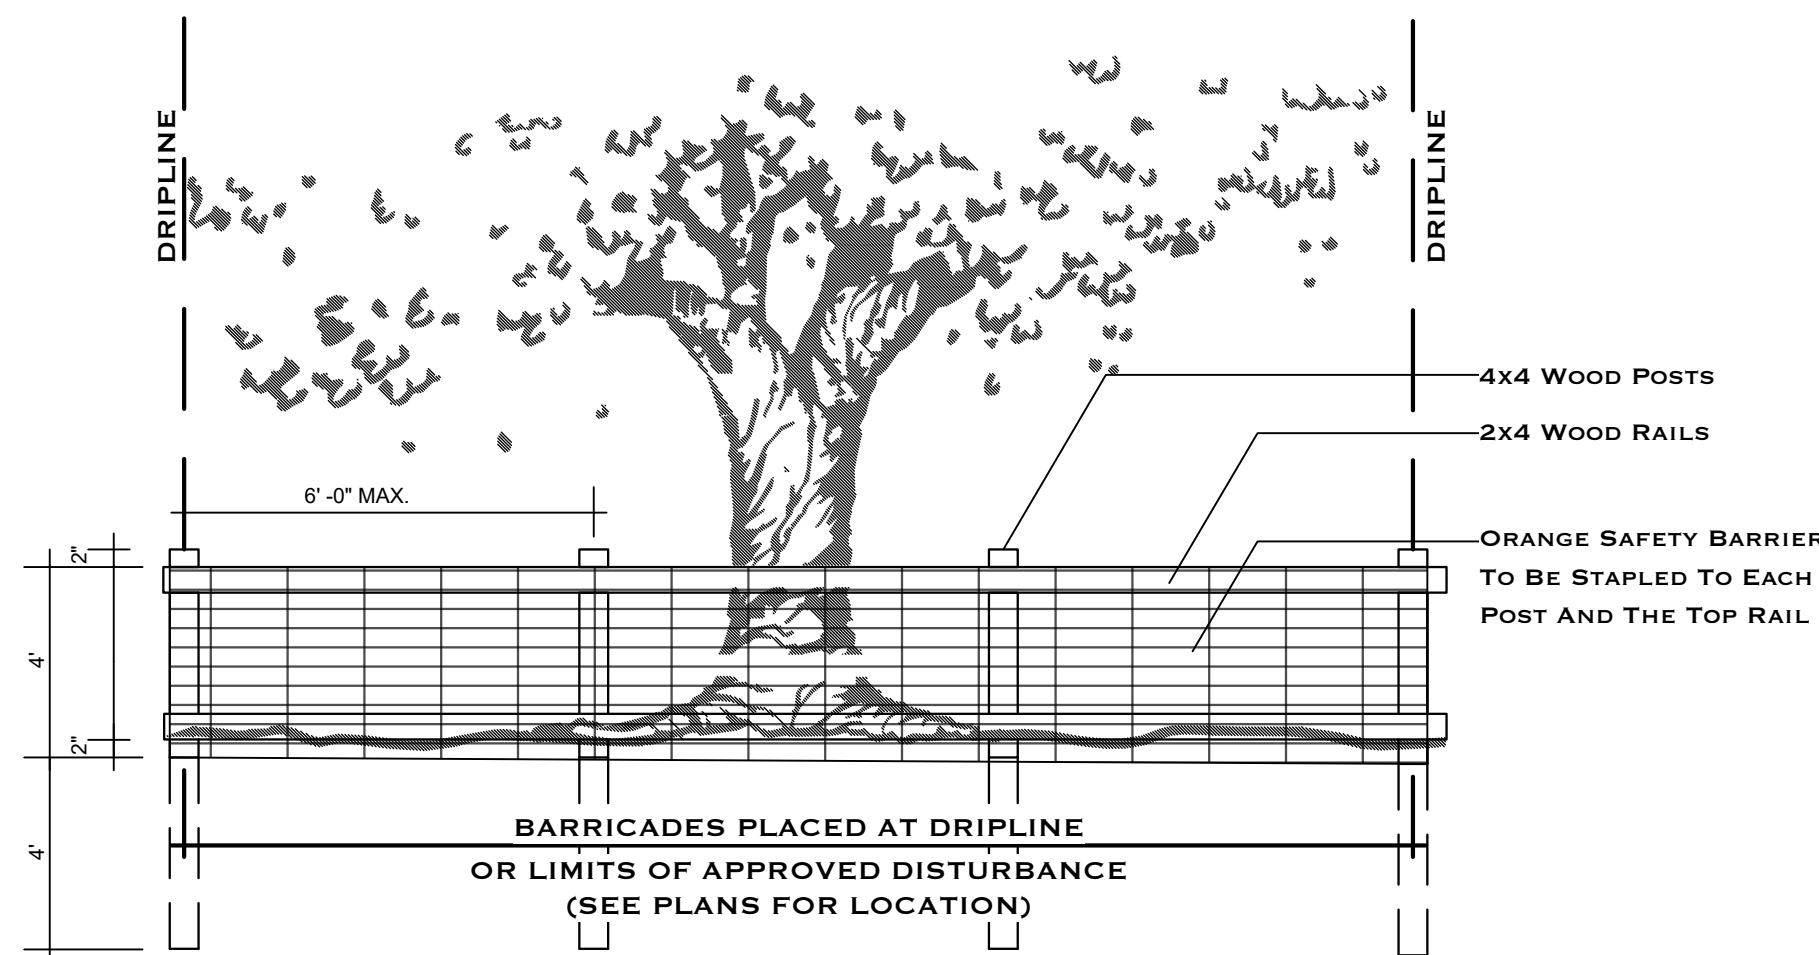 DRIPLINE
DRIPLINE
4x4 Wood Posts
2x4 Wood Rails
6' -0" MAX.
Orange Safety Barrier
To Be Stapled To Each
Post And The Top Rail
2"
4'
2"
4'
BARRICADES PLACED AT DRIPLINE
OR LIMITS OF APPROVED DISTURBANCE
(SEE PLANS FOR LOCATION)